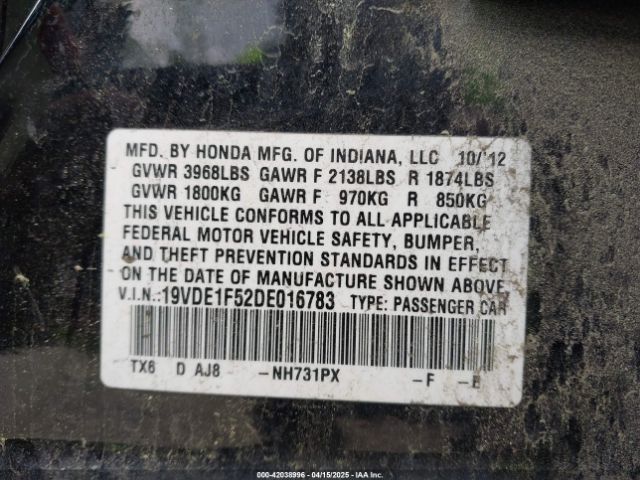 MFD. BY HONDA MFG. OF INDIANA, LLC 10/'12
GVWR 3968LBS GAWR F 2138LBS R 1874LBS
GVWR 1800KG GAWR F 970KG R 850KG
THIS VEHICLE CONFORMS TO ALL APPLICABLE
FEDERAL MOTOR VEHICLE SAFETY, BUMPER,
AND THEFT PREVENTION STANDARDS IN EFFECT
ON THE DATE OF MANUFACTURE SHOWN ABOVE.
V.I.N.: 19VDE1F52DE016783 TYPE: PASSENGER CAR
TX6 D AJ8 -NH731PX -F -E
000-42038996 - 04/15/2025 - IAA Inc.